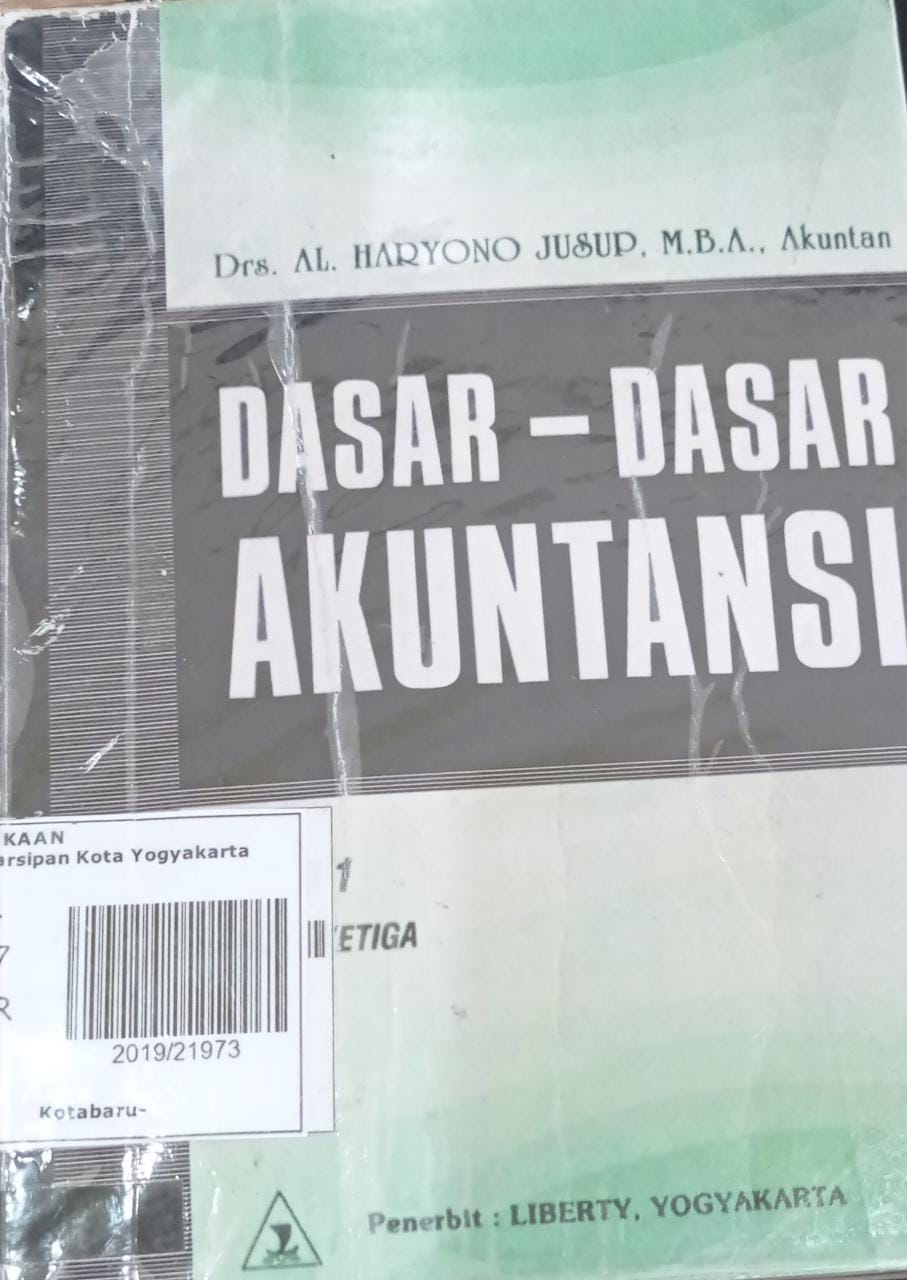 Drs. AL. HARYONO JUSUP, M.B.A., Akuntan
DASAR – DASAR
AKUNTANSI
KAAN
arsipan Kota Yogyakarta
1
ETIGA
7
R
2019/21973
Kotabaru-
Penerbit : LIBERTY, YOGYAKARTA